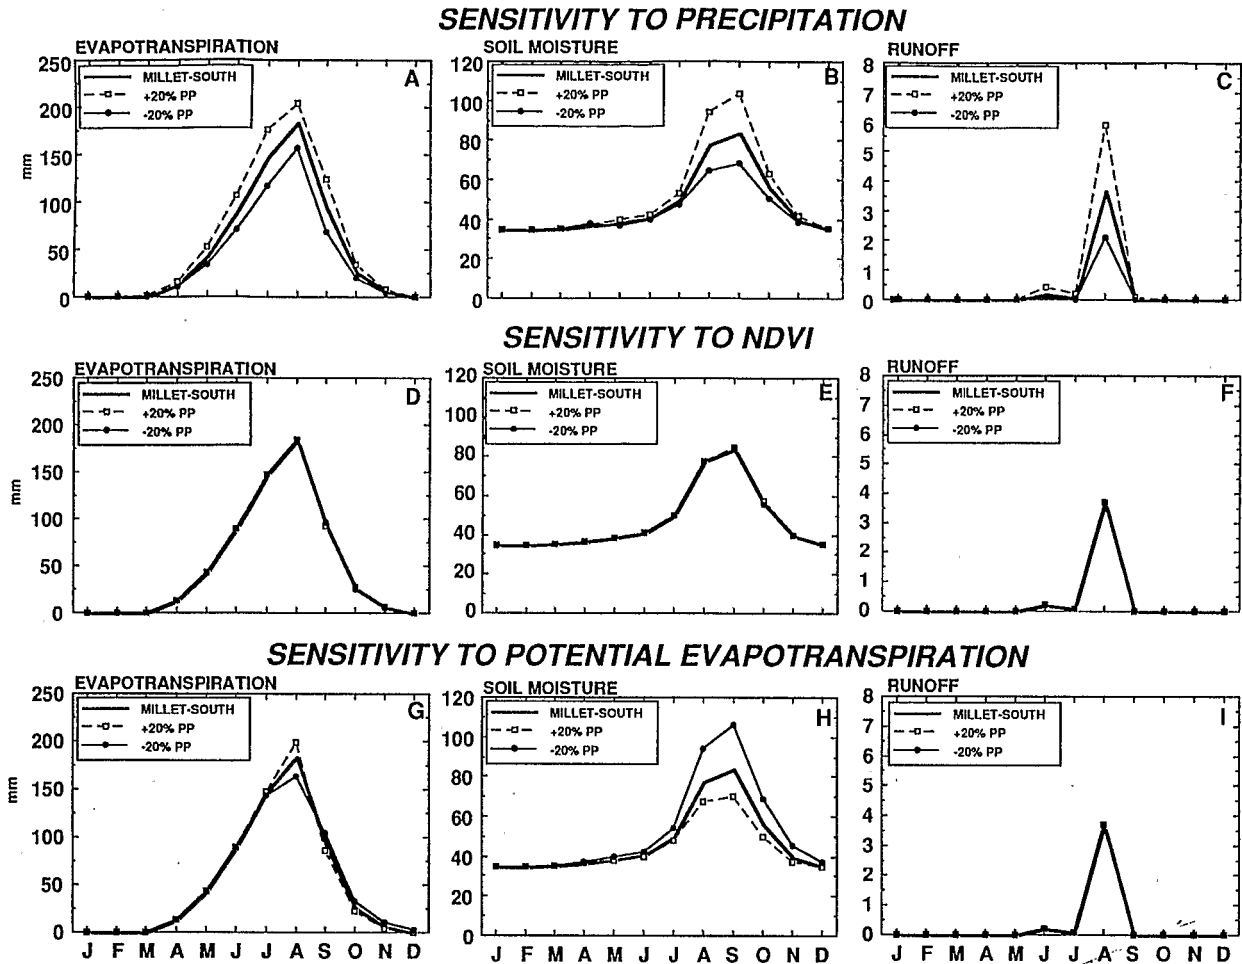 SENSITIVITY TO PRECIPITATION
EVAPOTRANSPIRATION
SOIL MOISTURE
RUNOFF
250
200
150
100
50
0
mm
MILLET-SOUTH
+20% PP
-20% PP
A
120
100
80
60
40
20
0
MILLET-SOUTH
+20% PP
-20% PP
B
8
7
6
5
4
3
2
1
0
MILLET-SOUTH
+20% PP
-20% PP
C
SENSITIVITY TO NDVI
EVAPOTRANSPIRATION
SOIL MOISTURE
RUNOFF
250
200
150
100
50
0
mm
MILLET-SOUTH
+20% PP
-20% PP
D
120
100
80
60
40
20
0
MILLET-SOUTH
+20% PP
-20% PP
E
8
7
6
5
4
3
2
1
0
MILLET-SOUTH
+20% PP
-20% PP
F
SENSITIVITY TO POTENTIAL EVAPOTRANSPIRATION
EVAPOTRANSPIRATION
SOIL MOISTURE
RUNOFF
250
200
150
100
50
0
mm
MILLET-SOUTH
+20% PP
-20% PP
G
J F M A M J J A S O N D
120
100
80
60
40
20
0
MILLET-SOUTH
+20% PP
-20% PP
H
J F M A M J J A S O N D
8
7
6
5
4
3
2
1
0
MILLET-SOUTH
+20% PP
-20% PP
I
J F M A M J J A S O N D